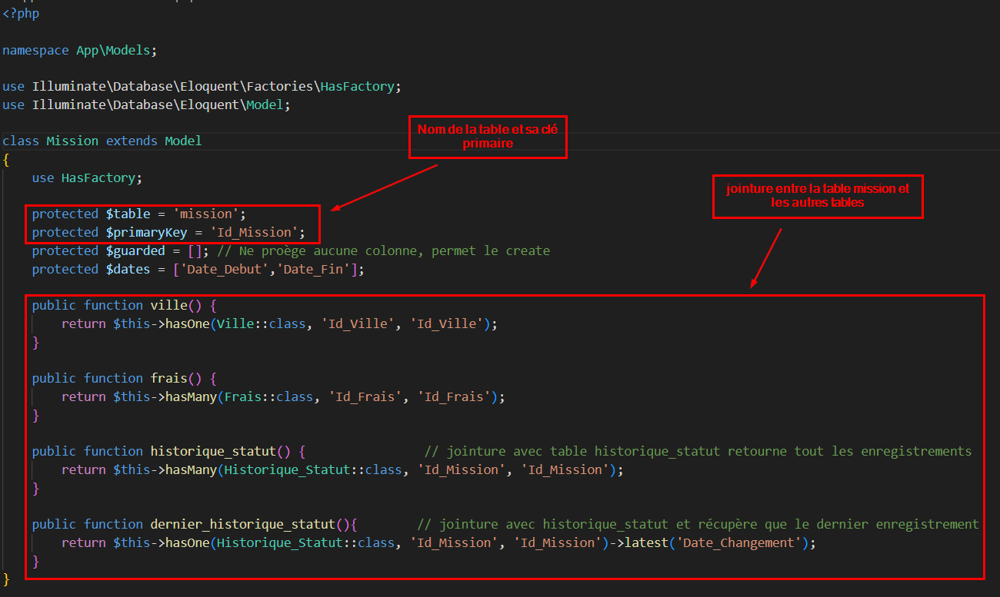 <?php
namespace App\Models;
use Illuminate\Database\Eloquent\Factories\HasFactory;
use Illuminate\Database\Eloquent\Model;
Nom de la table et sa clé
primaire
class Mission extends Model
{
use HasFactory;
jointure entre la table mission et
les autres tables
protected $table = 'mission';
protected $primaryKey = 'Id_Mission';
protected $guarded = []; // Ne proège aucune colonne, permet le create
protected $dates = ['Date_Debut','Date_Fin'];
public function ville() {
return $this->hasOne(Ville::class, 'Id_Ville', 'Id_Ville');
}
public function frais() {
return $this->hasMany(Frais::class, 'Id_Frais', 'Id_Frais');
}
public function historique_statut() { // jointure avec table historique_statut retourne tout les enregistrements
return $this->hasMany(Historique_Statut::class, 'Id_Mission', 'Id_Mission');
}
public function dernier_historique_statut(){ // jointure avec historique_statut et récupère que le dernier enregistrement
return $this->hasOne(Historique_Statut::class, 'Id_Mission', 'Id_Mission')->latest('Date_Changement');
}
}